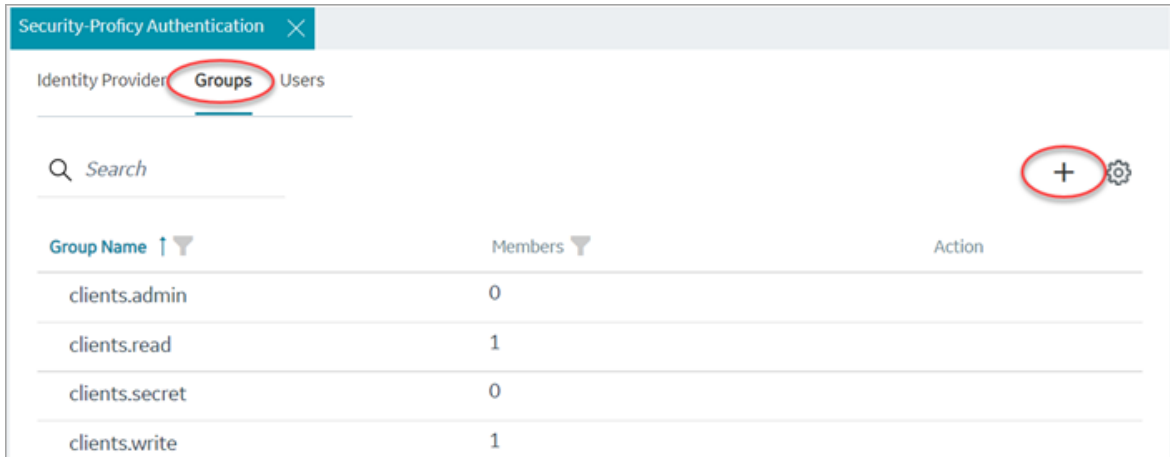 Security-Proficy Authentication
Identity Provider Groups Users
Search
Group Name Members Action
clients.admin 0
clients.read 1
clients.secret 0
clients.write 1